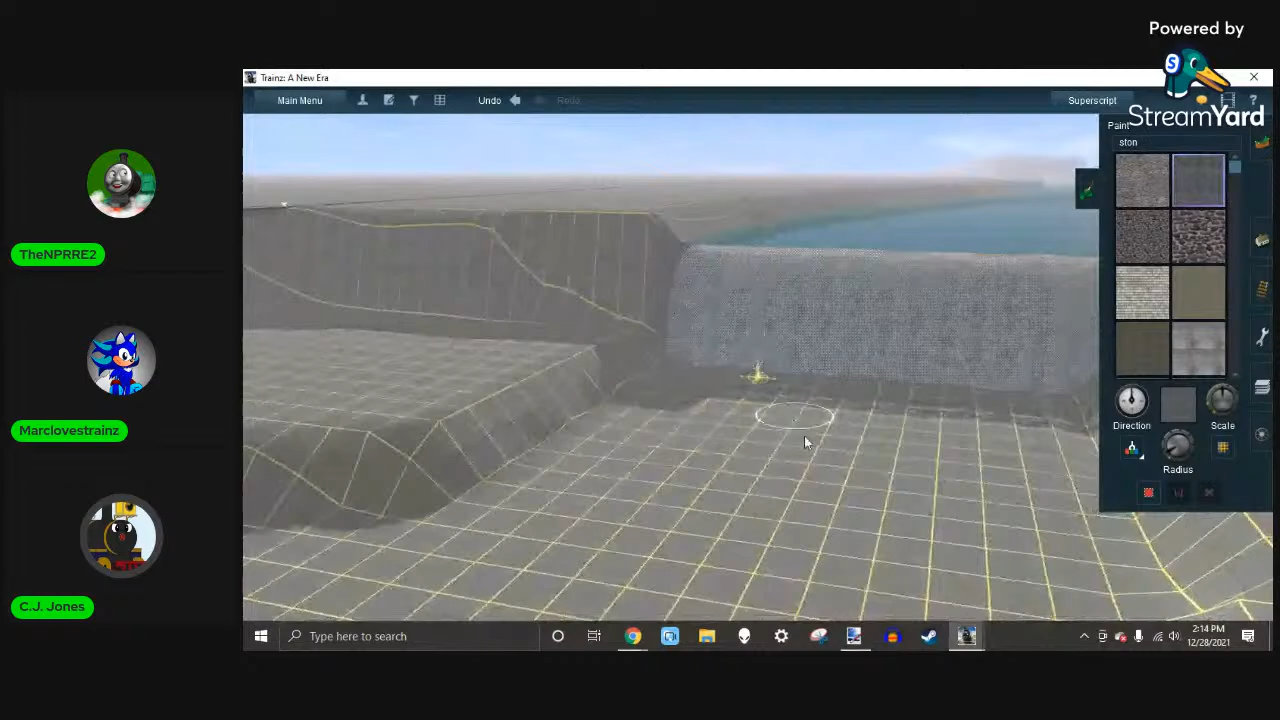 Powered by
StreamYard
Trainz: A New Era
Main Menu
Undo
Redo
Superscript
?
Paint
ston
Direction
Scale
Radius
TheNPRRE2
Marclovestrainz
C.J. Jones
Type here to search
2:14 PM
12/28/2021